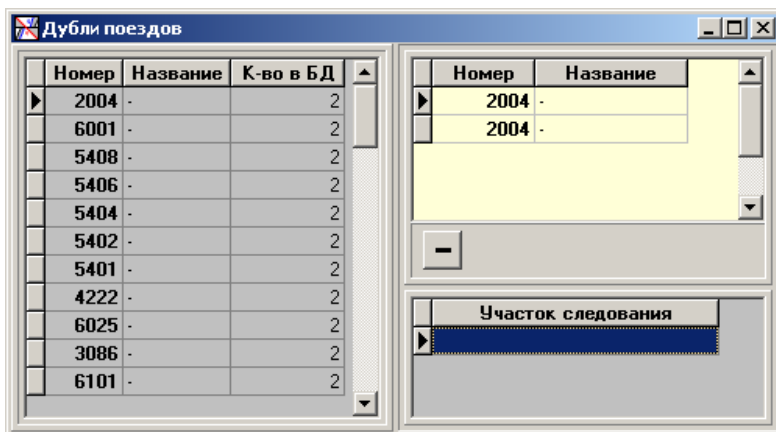 Дубли поездов
Номер Название К-во в БД
2004 - 2
6001 - 2
5408 - 2
5406 - 2
5404 - 2
5402 - 2
5401 - 2
4222 - 2
6025 - 2
3086 - 2
6101 - 2
Номер Название
2004 -
2004 -
Участок следования